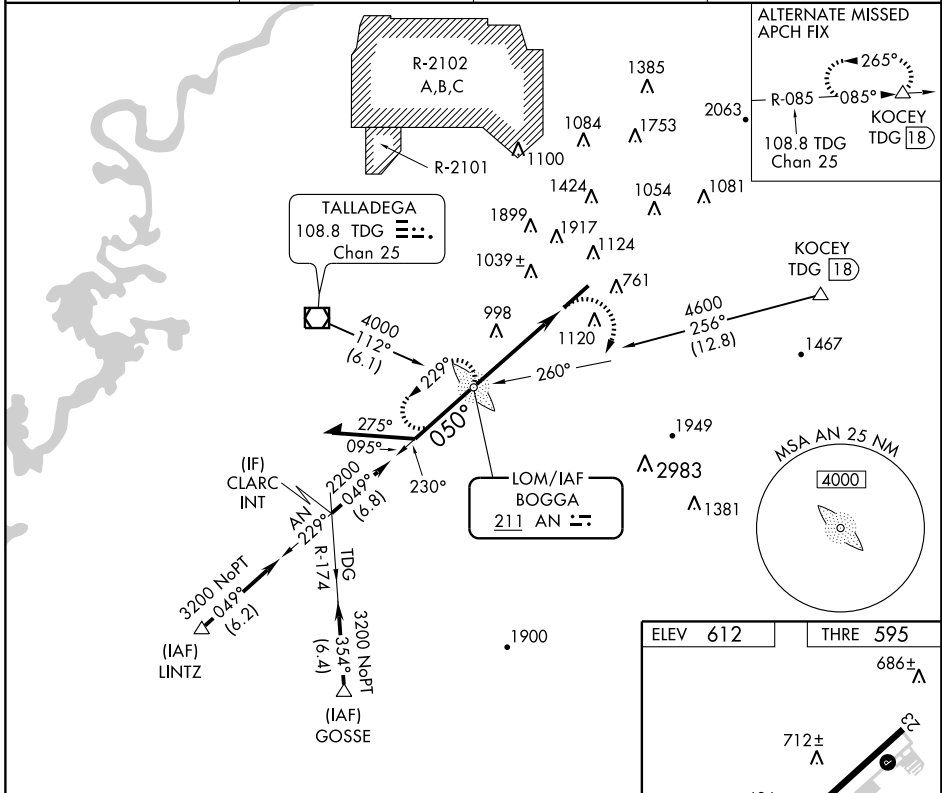 ALTERNATE MISSED
APCH FIX
265°
R-085
085°
KOCEY
TDG 18
108.8 TDG
Chan 25
R-2102
A,B,C
R-2101
1385
2063
1084
1753
1100
1424
1054
1081
1899
1917
1124
1039±
761
TALLADEGA
108.8 TDG
Chan 25
KOCEY
TDG 18
998
1120
4600
256°
(12.8)
1467
4000
112°
(6.1)
260°
229°
050°
275°
095°
230°
1949
2983
1381
MSA AN 25 NM
4000
(IF)
CLARC
INT
AN
229°
2200
049°
(6.8)
LOM/IAF
BOGGA
211 AN
TDG
R-174
3200 NoPT
049°
(6.2)
(IAF)
LINTZ
3200 NoPT
354°
(6.4)
(IAF)
GOSSE
1900
ELEV 612
THRE 595
686±
23
712±
P